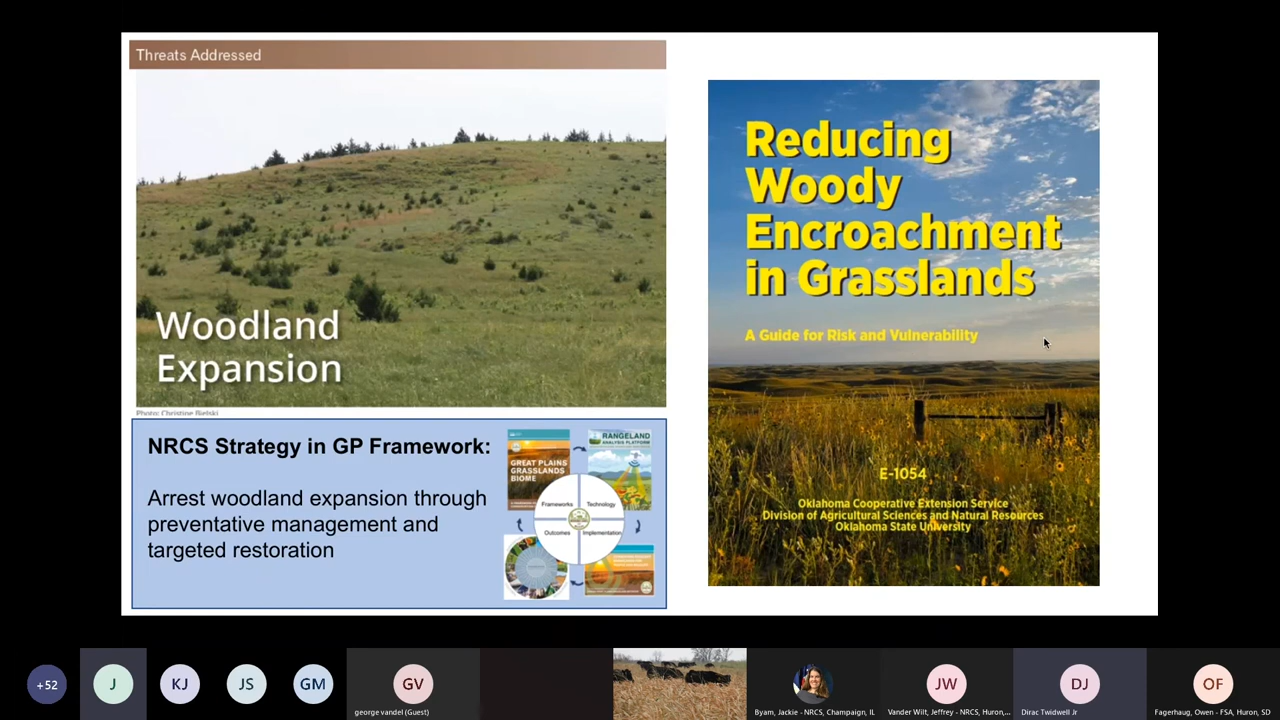 Threats Addressed
Woodland
Expansion
Photo: Christine Bielski
NRCS Strategy in GP Framework:
Arrest woodland expansion through
preventative management and
targeted restoration
GREAT PLAINS
GRASSLANDS
BIOME
RANGELAND
ANALYSIS PLATFORM
Frameworks
Technology
Outcomes
Implementation
Reducing
Woody
Encroachment
in Grasslands
A Guide for Risk and Vulnerability
E-1054
Oklahoma Cooperative Extension Service
Division of Agricultural Sciences and Natural Resources
Oklahoma State University
+52
J
KJ
JS
GM
GV
george vandel (Guest)
Byam, Jackie - NRCS, Champaign, IL
JW
Vander Wilt, Jeffrey - NRCS, Huron,...
DJ
Dirac Twidwell Jr
OF
Fagerhaug, Owen - FSA, Huron, SD